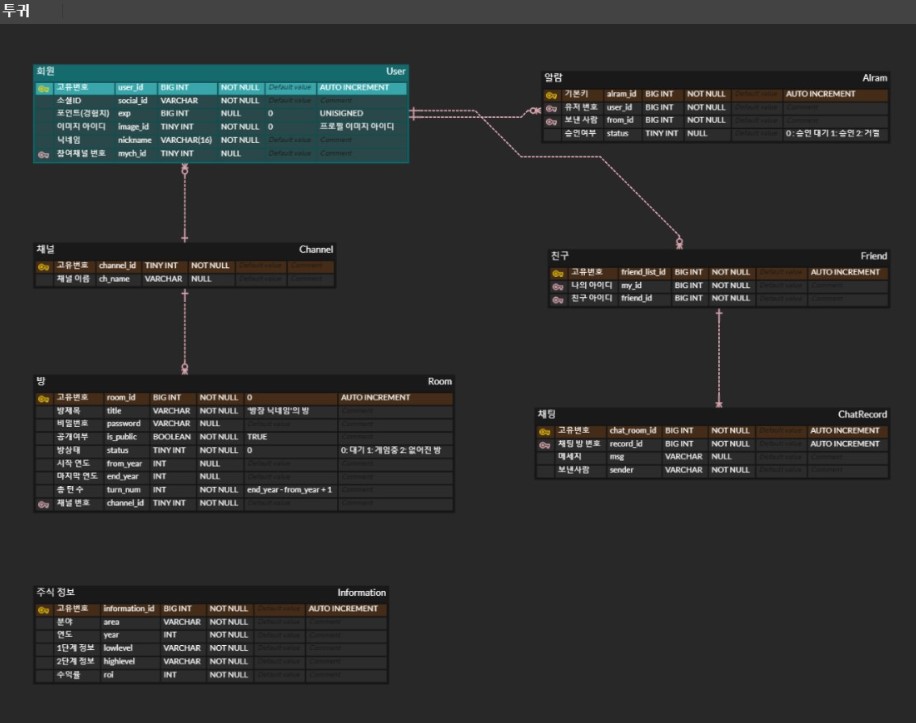 투귀
회원 User
고유번호 user_id BIG INT NOT NULL Default value AUTO INCREMENT
소셜ID social_id VARCHAR NOT NULL Default value Comment
포인트(경험치) exp BIG INT NULL 0 UNISIGNED
이미지 아이디 image_id TINY INT NOT NULL 0 프로필 이미지 아이디
닉네임 nickname VARCHAR(16) NOT NULL Default value Comment
참여채널 번호 mych_id TINY INT NULL Default value Comment
알람 Alram
기본키 alram_id BIG INT NOT NULL Default value AUTO INCREMENT
유저 번호 user_id BIG INT NOT NULL Default value Comment
보낸 사람 from_id BIG INT NOT NULL Default value Comment
승인여부 status TINY INT NULL Default value 0 : 승인 대기 1: 승인 2: 거절
채널 Channel
고유번호 channel_id TINY INT NOT NULL Default value Comment
채널 이름 ch_name VARCHAR NULL Default value Comment
친구 Friend
고유번호 friend_list_id BIG INT NOT NULL Default value AUTO INCREMENT
나의 아이디 my_id BIG INT NOT NULL Default value Comment
친구 아이디 friend_id BIG INT NOT NULL Default value Comment
방 Room
고유번호 room_id BIG INT NOT NULL 0 AUTO INCREMENT
방제목 title VARCHAR NOT NULL '방장 닉네임'의 방 Comment
비밀번호 password VARCHAR NULL Default value Comment
공개여부 is_public BOOLEAN NOT NULL TRUE Comment
방상태 status TINY INT NOT NULL 0 0: 대기 1: 게임중 2: 없어진 방
시작 연도 from_year INT NULL Default value Comment
마지막 연도 end_year INT NULL Default value Comment
총 턴 수 turn_num INT NOT NULL end_year - from_year + 1 Comment
채널 번호 channel_id TINY INT NOT NULL Default value Comment
채팅 ChatRecord
고유번호 chat_room_id BIG INT NOT NULL Default value AUTO INCREMENT
채팅 방 번호 record_id BIG INT NOT NULL Default value AUTO INCREMENT
메세지 msg VARCHAR NULL Default value Comment
보낸사람 sender VARCHAR NOT NULL Default value Comment
주식 정보 Information
고유번호 information_id BIG INT NOT NULL Default value AUTO INCREMENT
분야 area VARCHAR NOT NULL Default value Comment
연도 year INT NOT NULL Default value Comment
1단계 정보 lowlevel VARCHAR NOT NULL Default value Comment
2단계 정보 highlevel VARCHAR NOT NULL Default value Comment
수익률 roi INT NOT NULL Default value Comment